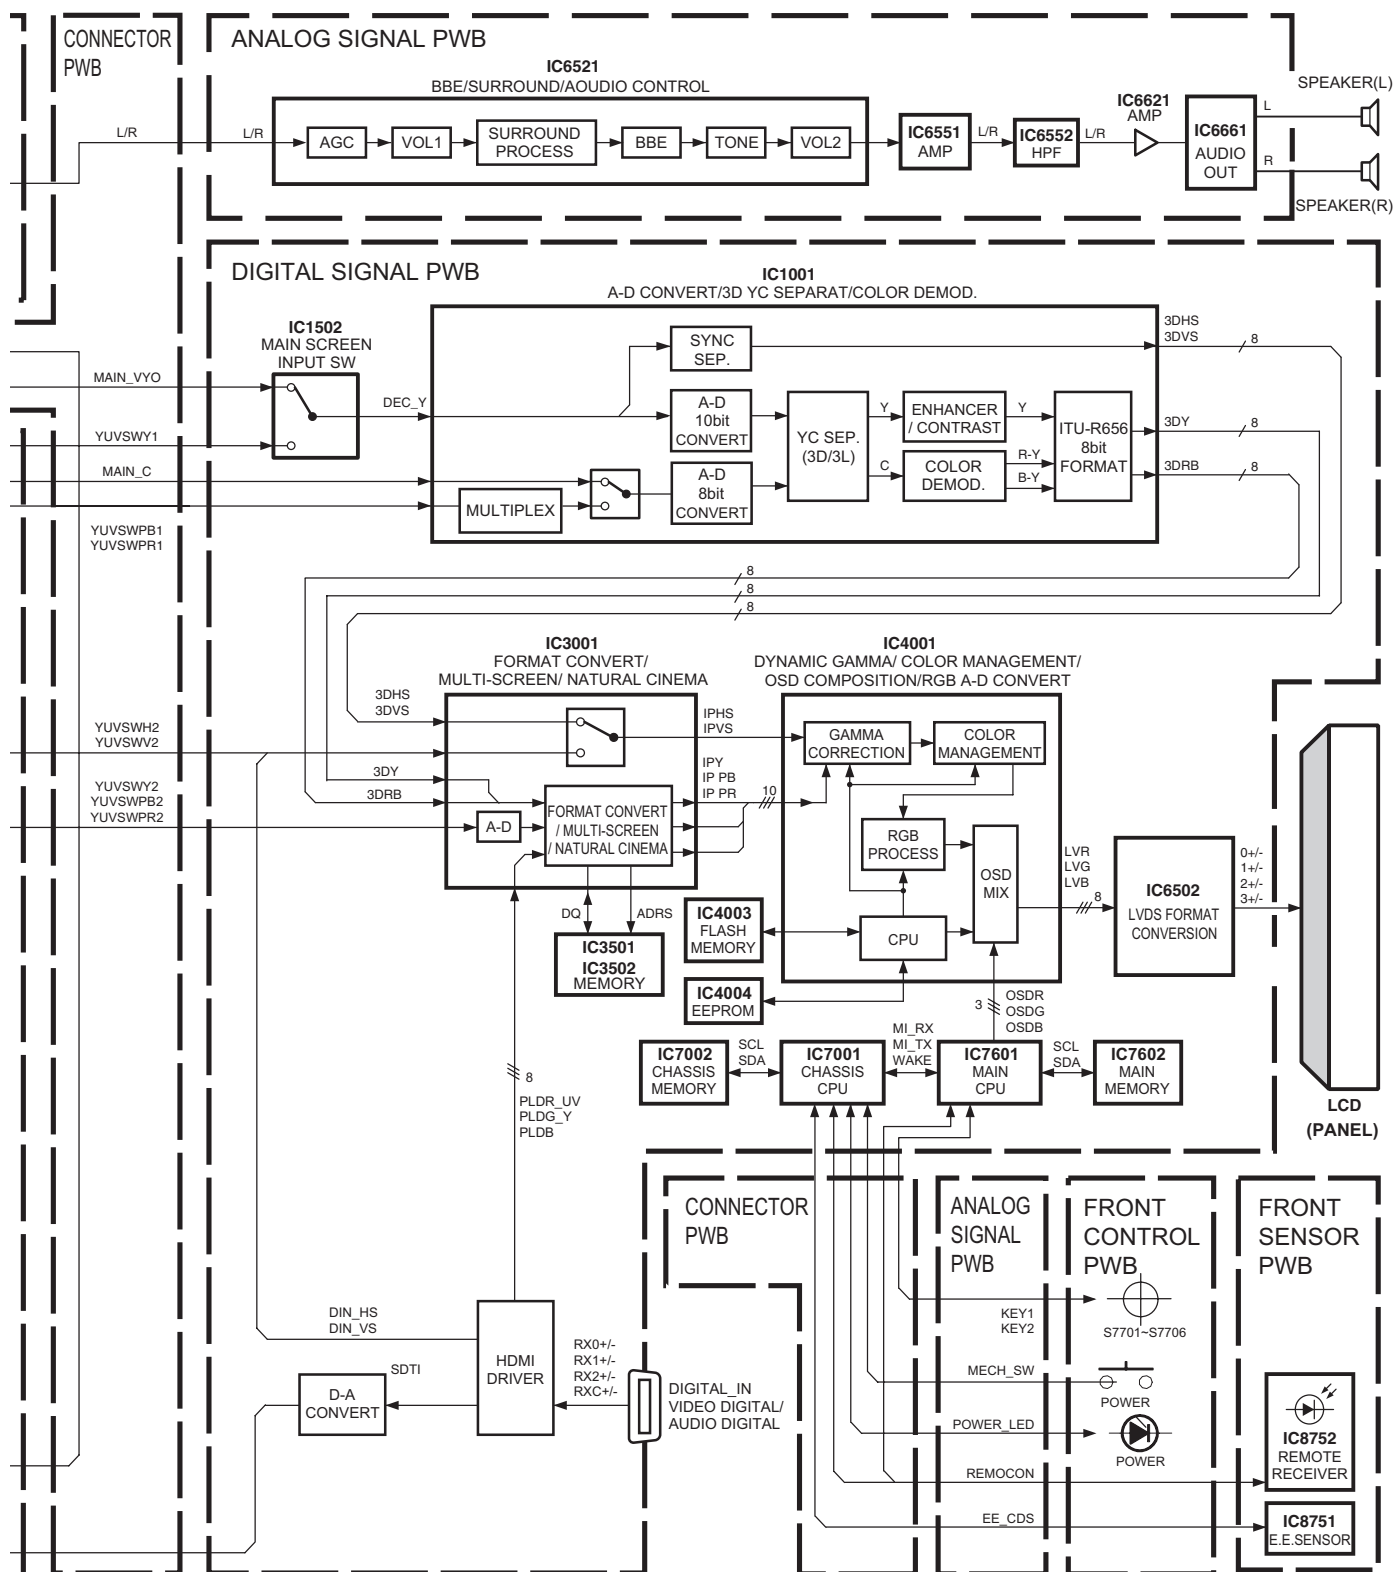 CONNECTOR
PWB
ANALOG SIGNAL PWB
IC6521
BBE/SURROUND/AOUDIO CONTROL
L/R
L/R
AGC
VOL1
SURROUND
PROCESS
BBE
TONE
VOL2
IC6551
AMP
L/R
IC6552
HPF
L/R
IC6621
AMP
IC6661
AUDIO
OUT
L
R
SPEAKER(L)
SPEAKER(R)
DIGITAL SIGNAL PWB
IC1001
A-D CONVERT/3D YC SEPARAT/COLOR DEMOD.
IC1502
MAIN SCREEN
INPUT SW
MAIN_VYO
YUVSWY1
MAIN_C
YUVSWPB1
YUVSWPR1
DEC_Y
SYNC
SEP.
A-D
10bit
CONVERT
A-D
8bit
CONVERT
MULTIPLEX
YC SEP.
(3D/3L)
Y
C
ENHANCER
/ CONTRAST
COLOR
DEMOD.
Y
R-Y
B-Y
ITU-R656
8bit
FORMAT
3DHS
3DVS
8
3DY
8
3DRB
8
8
8
8
IC3001
FORMAT CONVERT/
MULTI-SCREEN/ NATURAL CINEMA
IC4001
DYNAMIC GAMMA/ COLOR MANAGEMENT/
OSD COMPOSITION/RGB A-D CONVERT
3DHS
3DVS
YUVSWH2
YUVSWV2
3DY
3DRB
YUVSWY2
YUVSWPB2
YUVSWPR2
A-D
FORMAT CONVERT
/ MULTI-SCREEN
/ NATURAL CINEMA
IPHS
IPVS
IPY
IP PB
IP PR
10
GAMMA
CORRECTION
COLOR
MANAGEMENT
RGB
PROCESS
OSD
MIX
CPU
LVR
LVG
LVB
8
IC6502
LVDS FORMAT
CONVERSION
0+/-
1+/-
2+/-
3+/-
LCD
(PANEL)
DQ
ADRS
IC3501
IC3502
MEMORY
IC4003
FLASH
MEMORY
IC4004
EEPROM
3
OSDR
OSDG
OSDB
IC7002
CHASSIS
MEMORY
SCL
SDA
IC7001
CHASSIS
CPU
MI_RX
MI_TX
WAKE
IC7601
MAIN
CPU
SCL
SDA
IC7602
MAIN
MEMORY
8
PLDR_UV
PLDG_Y
PLDB
CONNECTOR
PWB
ANALOG
SIGNAL
PWB
FRONT
CONTROL
PWB
FRONT
SENSOR
PWB
DIN_HS
DIN_VS
SDTI
D-A
CONVERT
HDMI
DRIVER
RX0+/-
RX1+/-
RX2+/-
RXC+/-
DIGITAL_IN
VIDEO DIGITAL/
AUDIO DIGITAL
KEY1
KEY2
S7701~S7706
MECH_SW
POWER
POWER_LED
POWER
REMOCON
IC8752
REMOTE
RECEIVER
EE_CDS
IC8751
E.E.SENSOR